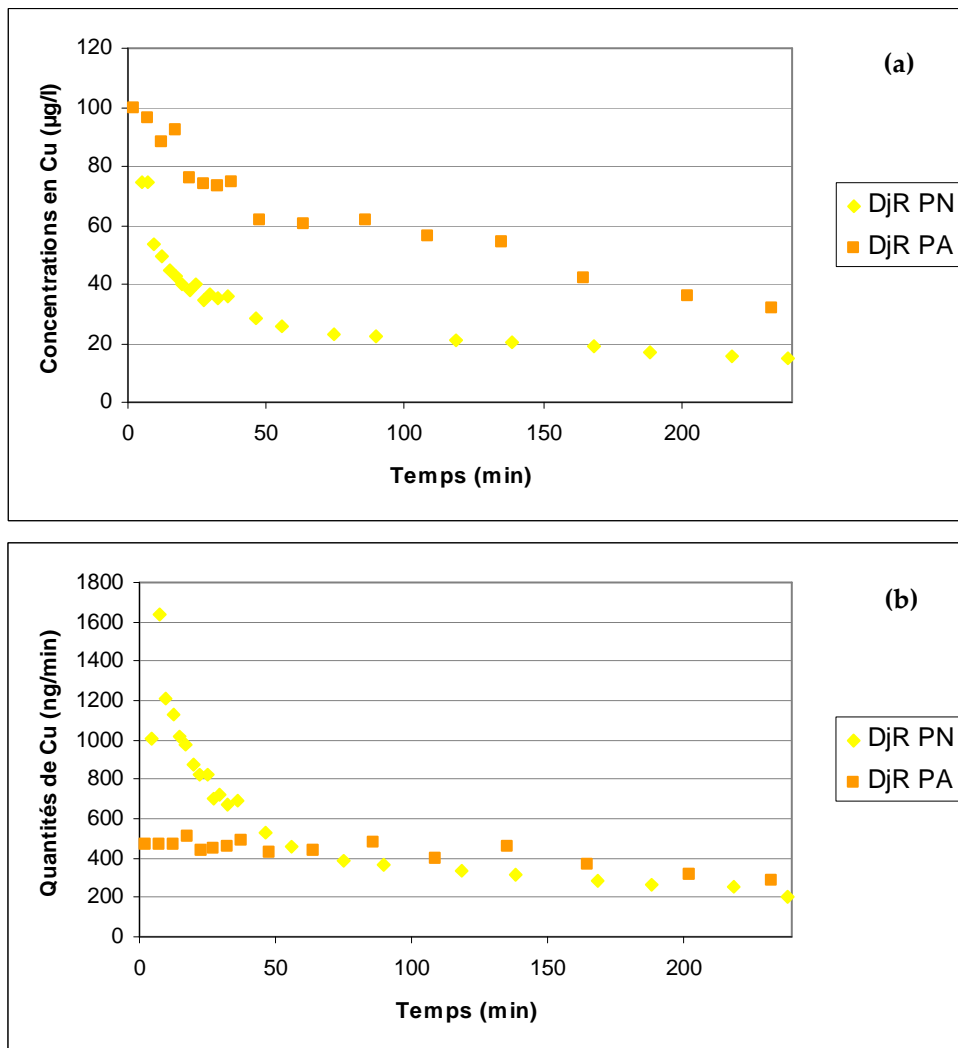 (a)
Concentrations en Cu (µg/l)
120
100
80
60
40
20
0
0 50 100 150 200
Temps (min)
DjR PN
DjR PA
(b)
Quantités de Cu (ng/min)
1800
1600
1400
1200
1000
800
600
400
200
0
0 50 100 150 200
Temps (min)
DjR PN
DjR PA